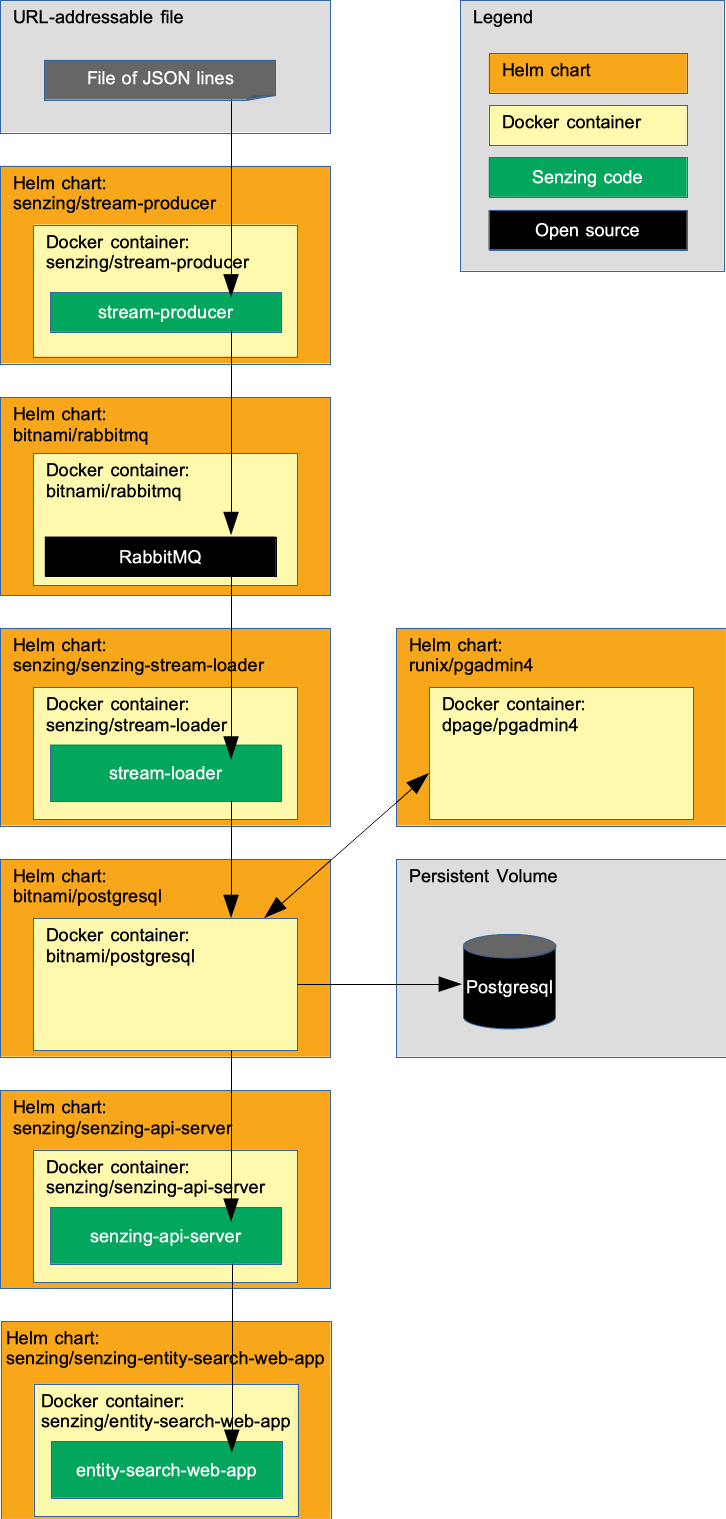 URL-addressable file
File of JSON lines
Legend
Helm chart
Docker container
Senzing code
Open source
Helm chart:
senzing/stream-producer
Docker container:
senzing/stream-producer
stream-producer
Helm chart:
bitnami/rabbitmq
Docker container:
bitnami/rabbitmq
RabbitMQ
Helm chart:
senzing/senzing-stream-loader
Docker container:
senzing/stream-loader
stream-loader
Helm chart:
runix/pgadmin4
Docker container:
dpage/pgadmin4
Helm chart:
bitnami/postgresql
Docker container:
bitnami/postgresql
Persistent Volume
Postgresql
Helm chart:
senzing/senzing-api-server
Docker container:
senzing/senzing-api-server
senzing-api-server
Helm chart:
senzing/senzing-entity-search-web-app
Docker container:
senzing/entity-search-web-app
entity-search-web-app